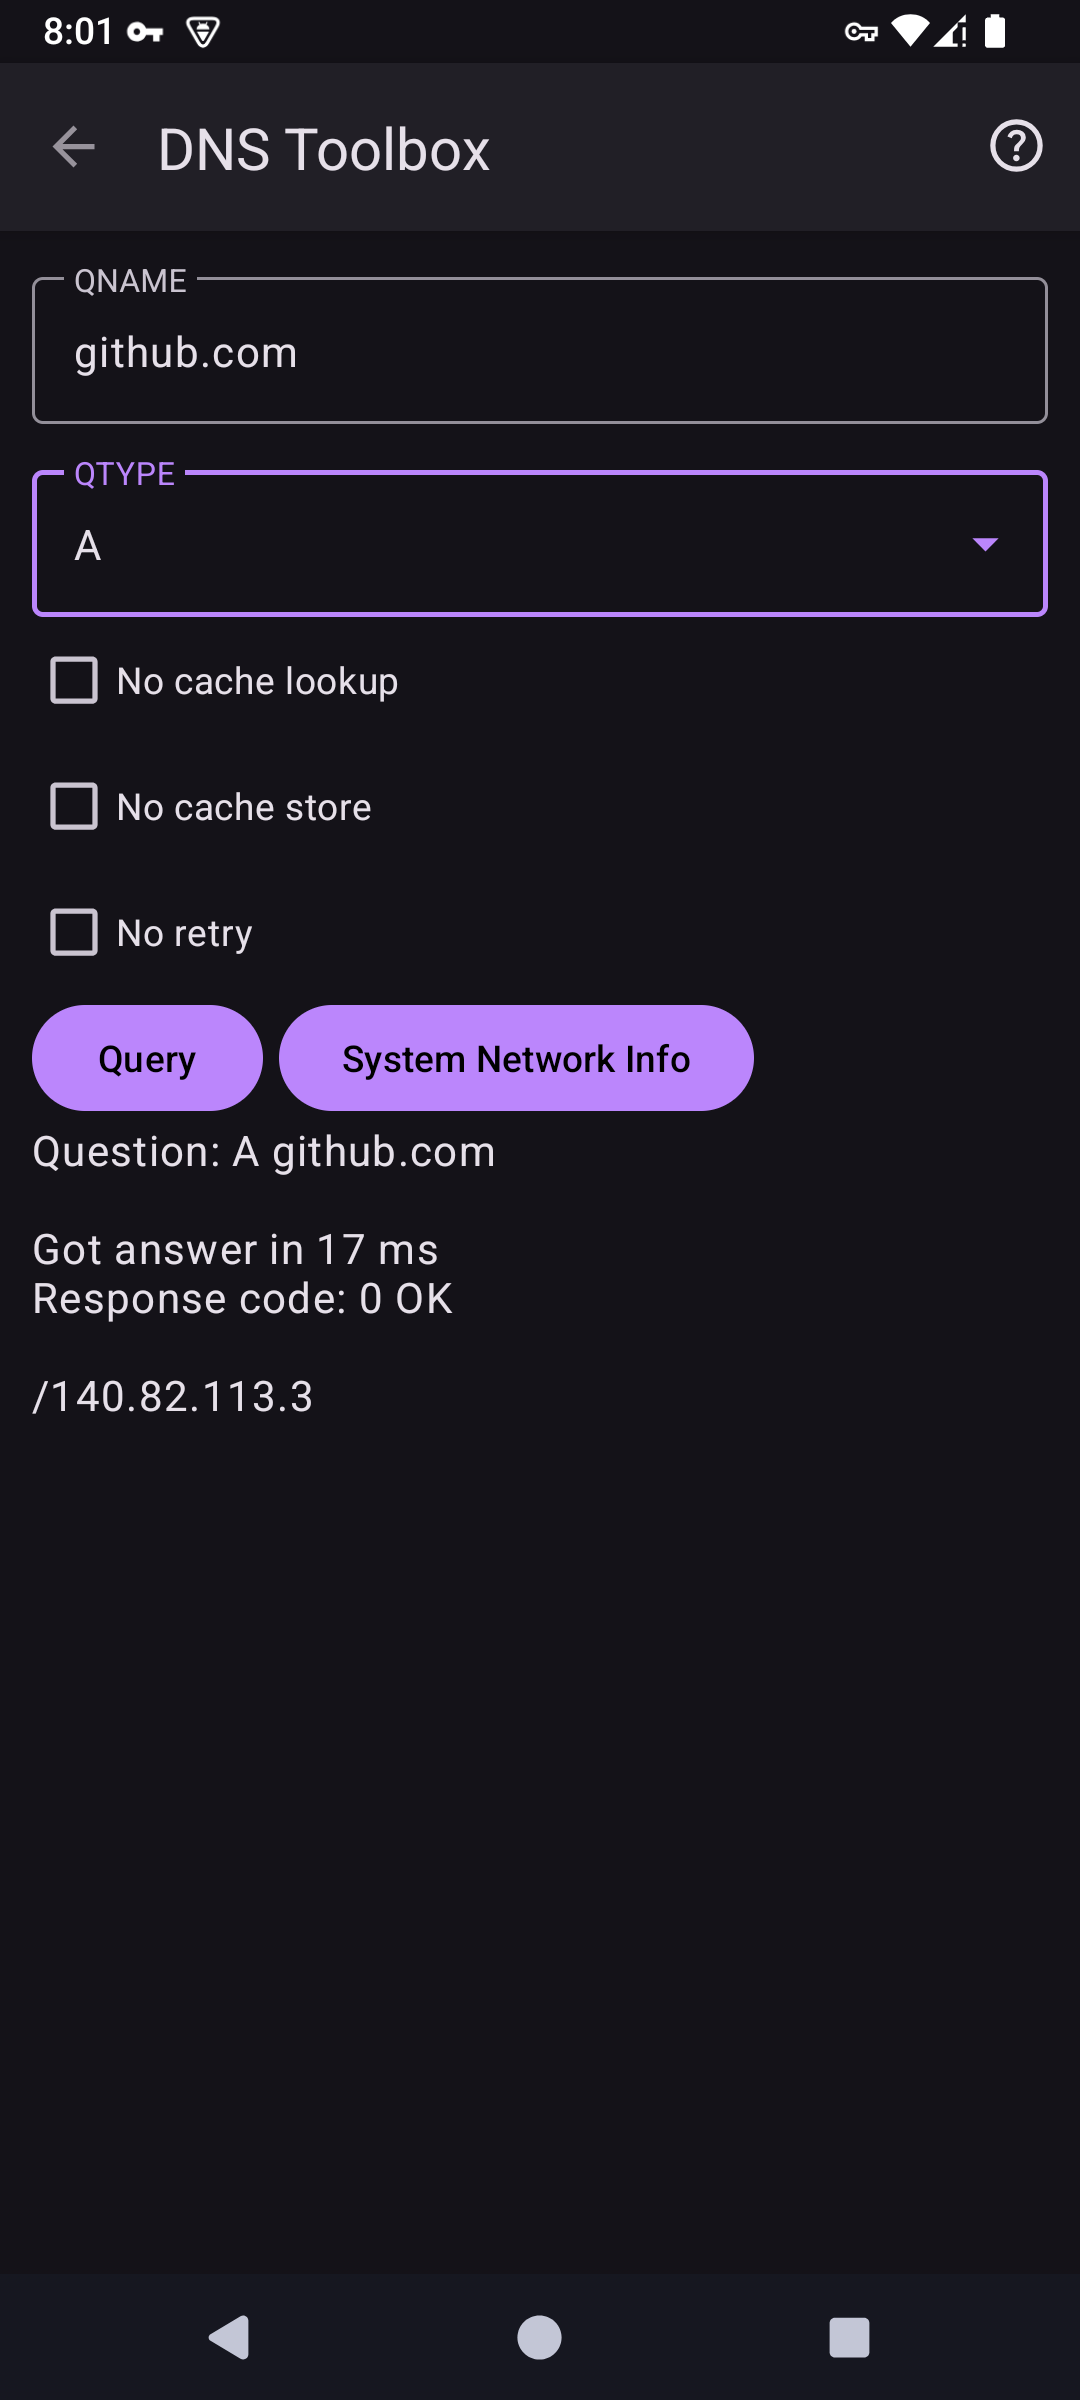 8:01
DNS Toolbox
QNAME
github.com
QTYPE
A
No cache lookup
No cache store
No retry
Query System Network Info
Question: A github.com
Got answer in 17 ms
Response code: 0 OK
/140.82.113.3